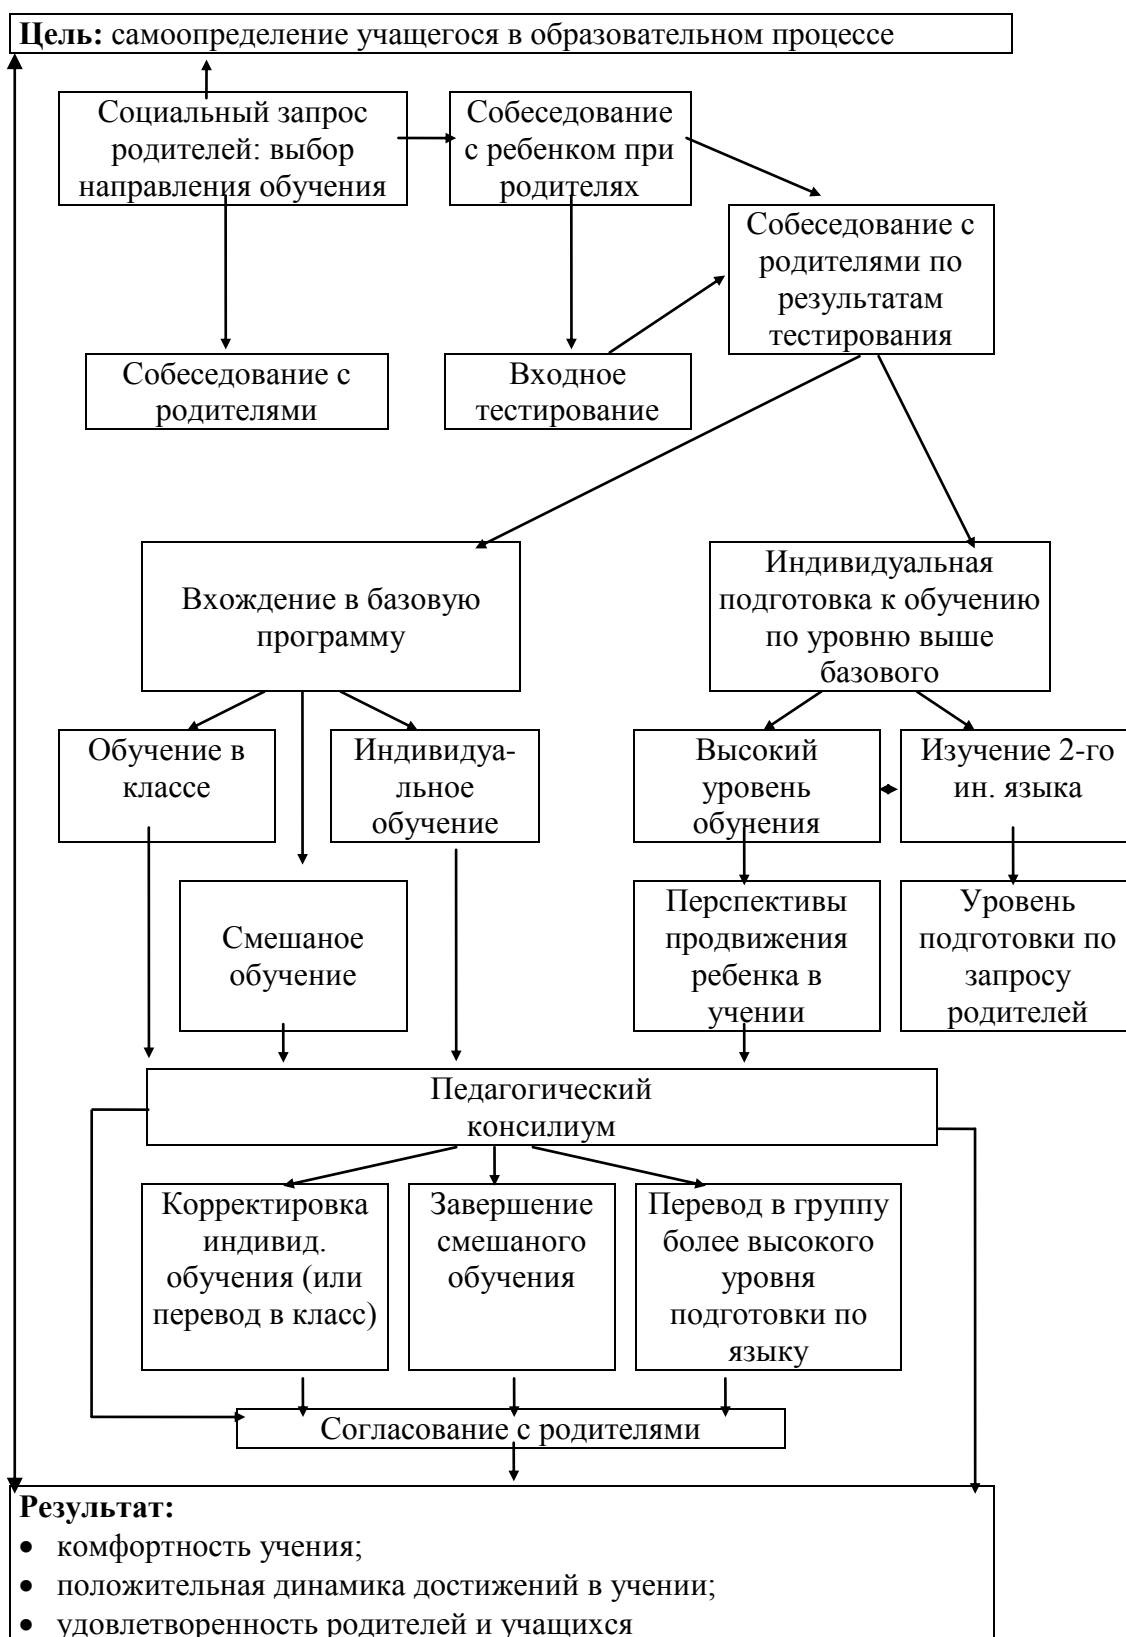 Цель: самоопределение учащегося в образовательном процессе
Социальный запрос
родителей: выбор
направления обучения
Собеседование
с ребенком при
родителях
Собеседование с
родителями по
результатам
тестирования
Собеседование с
родителями
Входное
тестирование
Вхождение в базовую
программу
Индивидуальная
подготовка к обучению
по уровню выше
базового
Обучение в
классе
Индивидуа-
льное
обучение
Высокий
уровень
обучения
Изучение 2-го
ин. языка
Смешаное
обучение
Перспективы
продвижения
ребенка в
учении
Уровень
подготовки по
запросу
родителей
Педагогический
консилиум
Корректировка
индивид.
обучения (или
перевод в класс)
Завершение
смешаного
обучения
Перевод в группу
более высокого
уровня
подготовки по
языку
Согласование с родителями
Результат:
• комфортность учения;
• положительная динамика достижений в учении;
• удовлетворенность родителей и учащихся